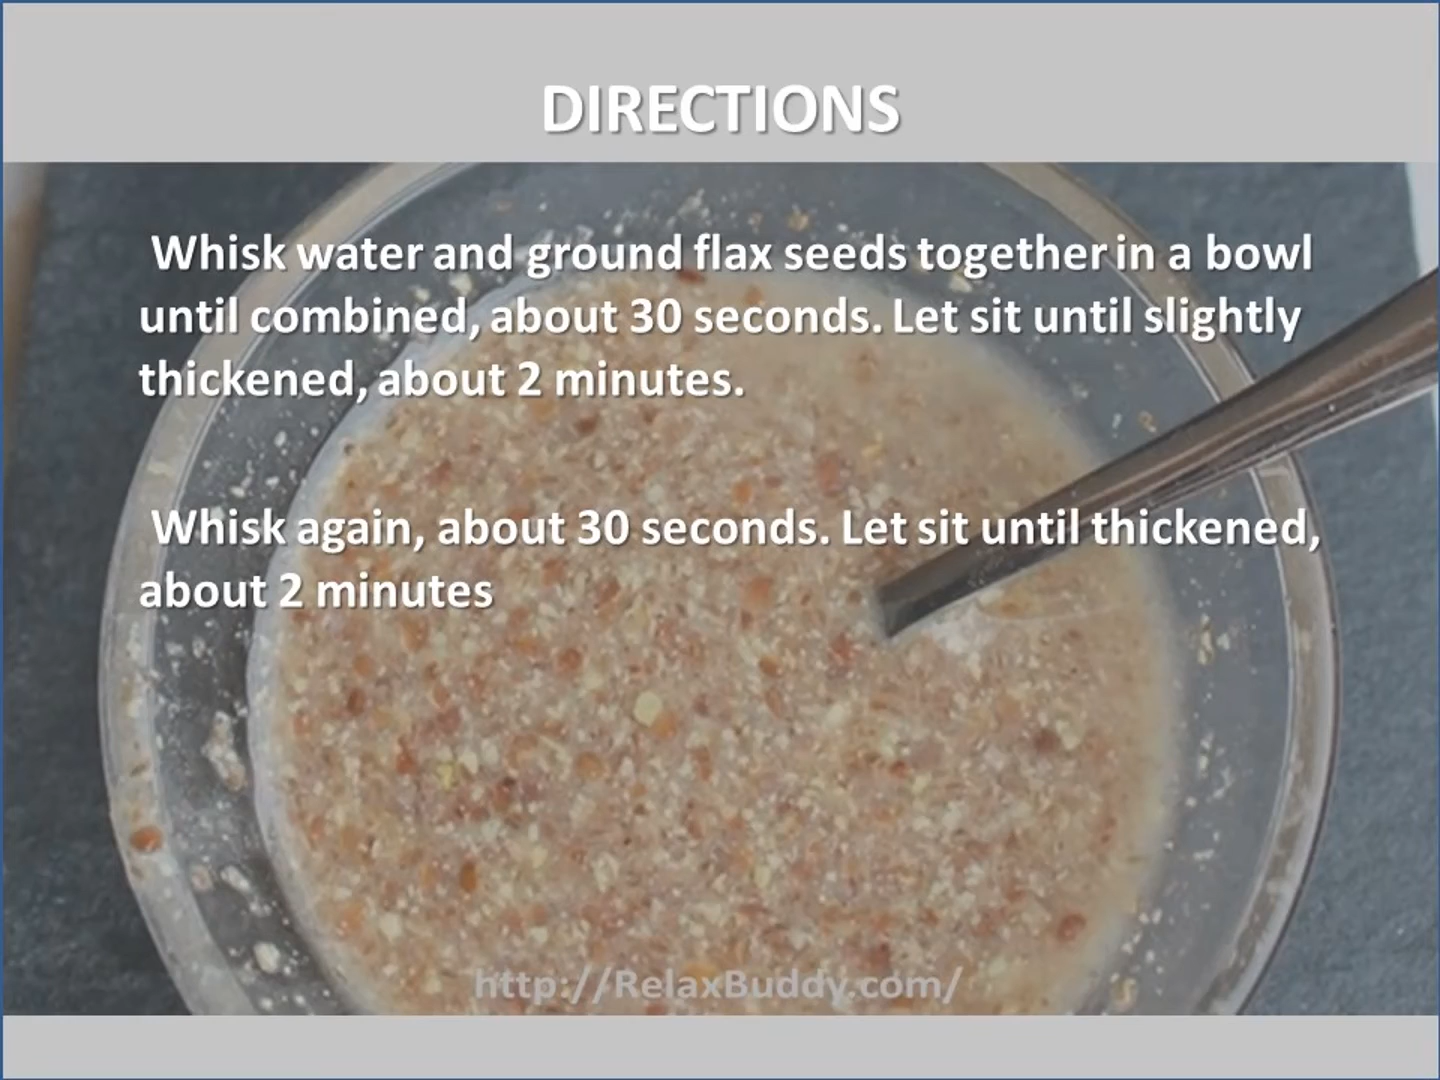 DIRECTIONS
Whisk water and ground flax seeds together in a bowl
until combined, about 30 seconds. Let sit until slightly
thickened, about 2 minutes.
Whisk again, about 30 seconds. Let sit until thickened,
about 2 minutes
http://RelaxBuddy.com/